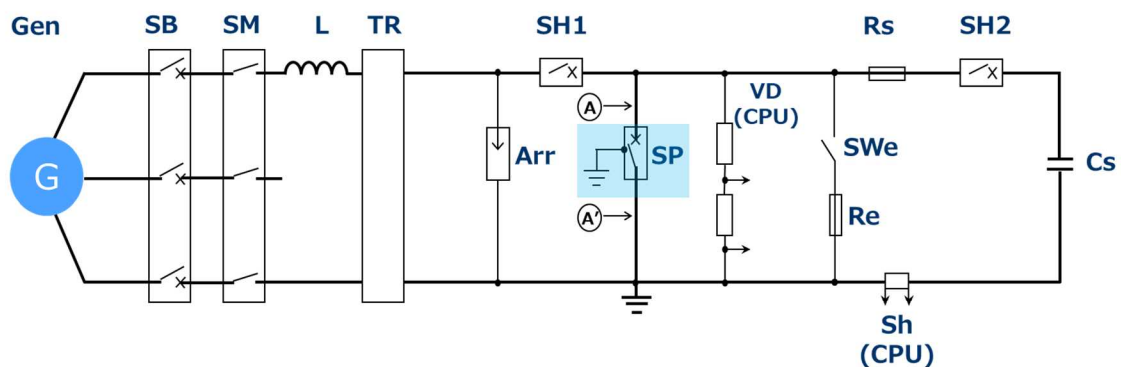 Gen
SB
SM
L
TR
SH1
Rs
SH2
G
A
Arr
SP
VD
(CPU)
SWe
Cs
A'
Re
Sh
(CPU)